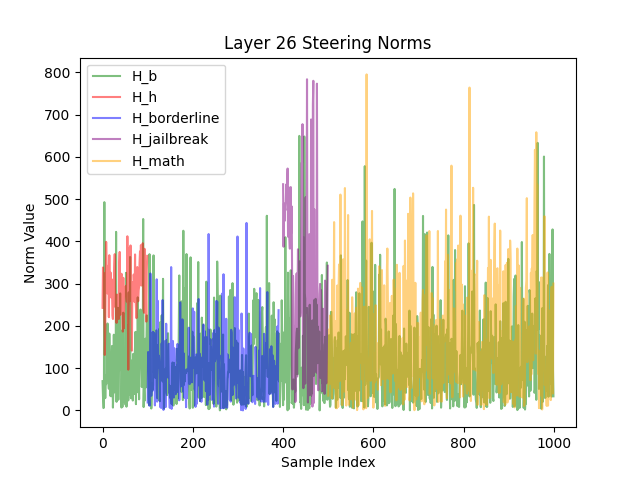 Layer 26 Steering Norms
H_b
H_h
H_borderline
H_jailbreak
H_math
Norm Value
800
700
600
500
400
300
200
100
0
0 200 400 600 800 1000
Sample Index